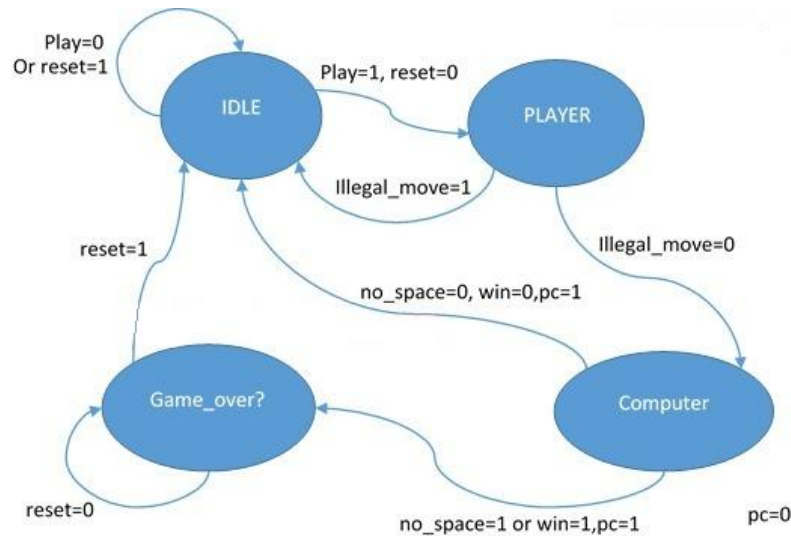 Play=0
Or reset=1
IDLE
Play=1, reset=0
PLAYER
Illegal_move=1
Illegal_move=0
reset=1
no_space=0, win=0,pc=1
Game_over?
Computer
reset=0
no_space=1 or win=1,pc=1
pc=0